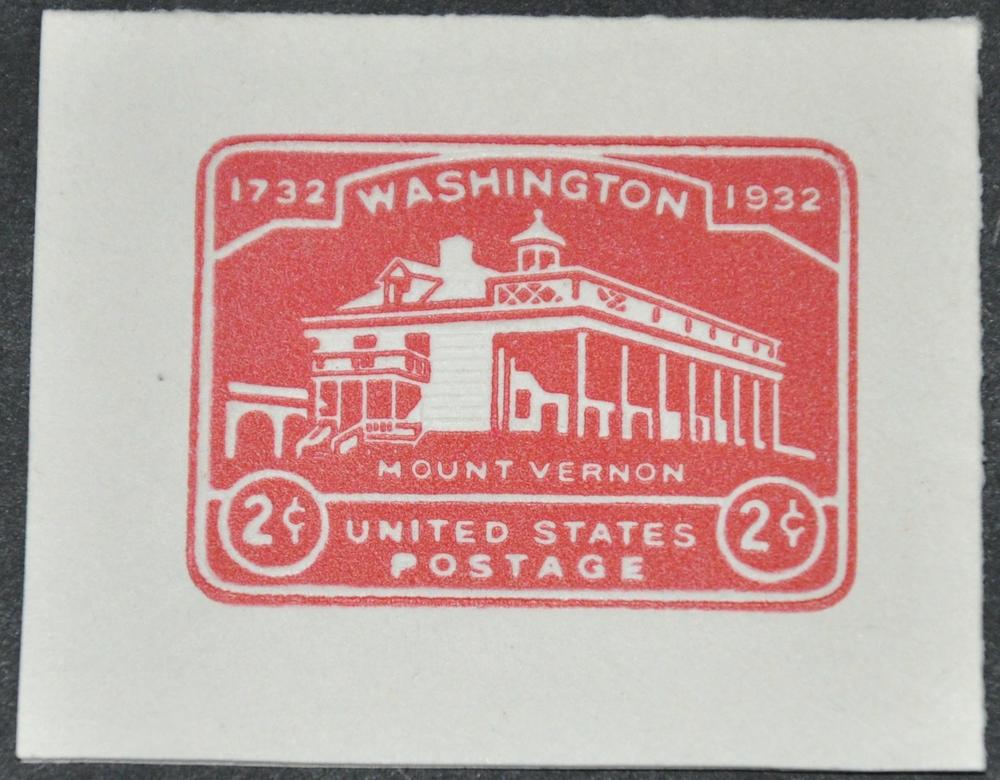 1732 WASHINGTON 1932
MOUNT VERNON
2¢ 2¢
UNITED STATES
POSTAGE